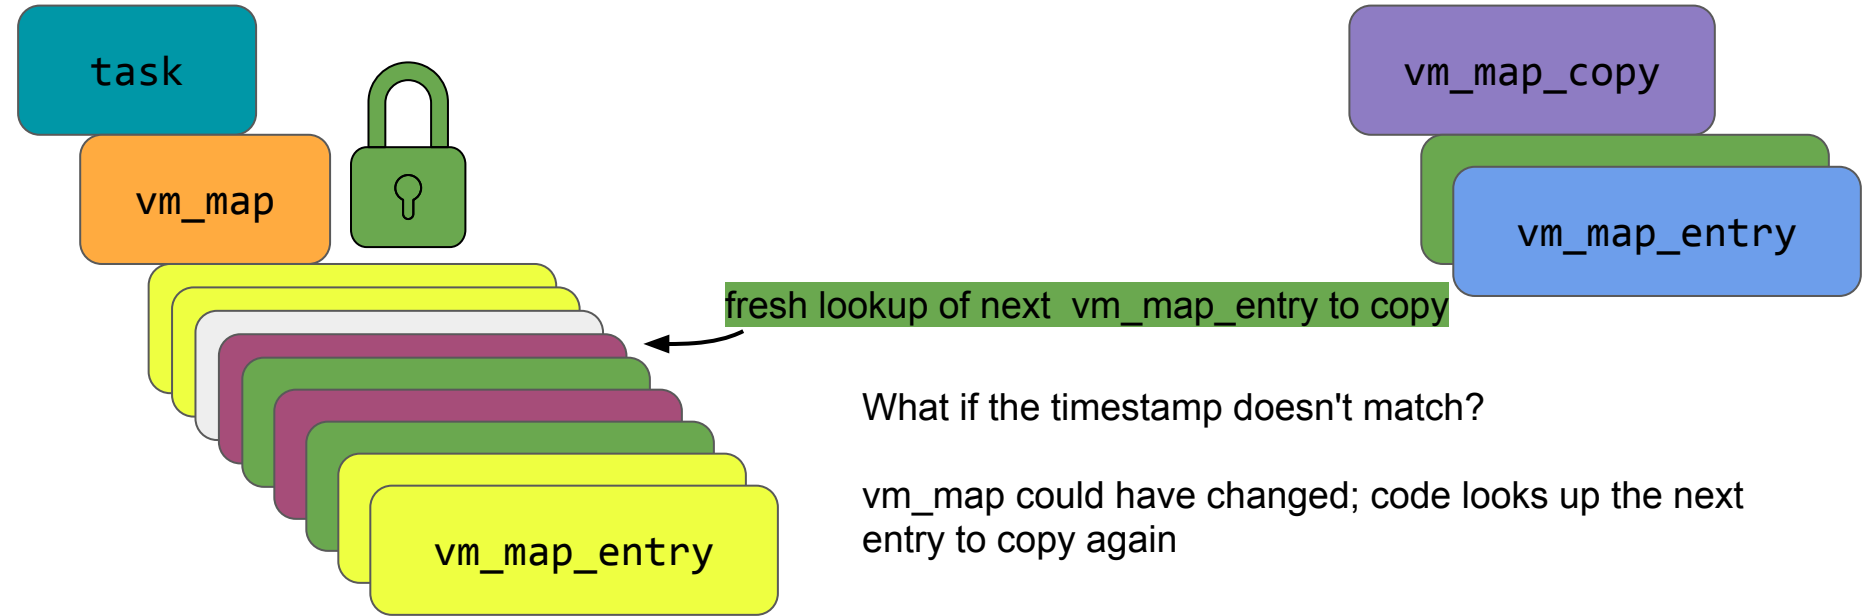 task
vm_map_copy
vm_map
vm_map_entry
fresh lookup of next  vm_map_entry to copy
What if the timestamp doesn't match?
vm_map could have changed; code looks up the next
entry to copy again
vm_map_entry